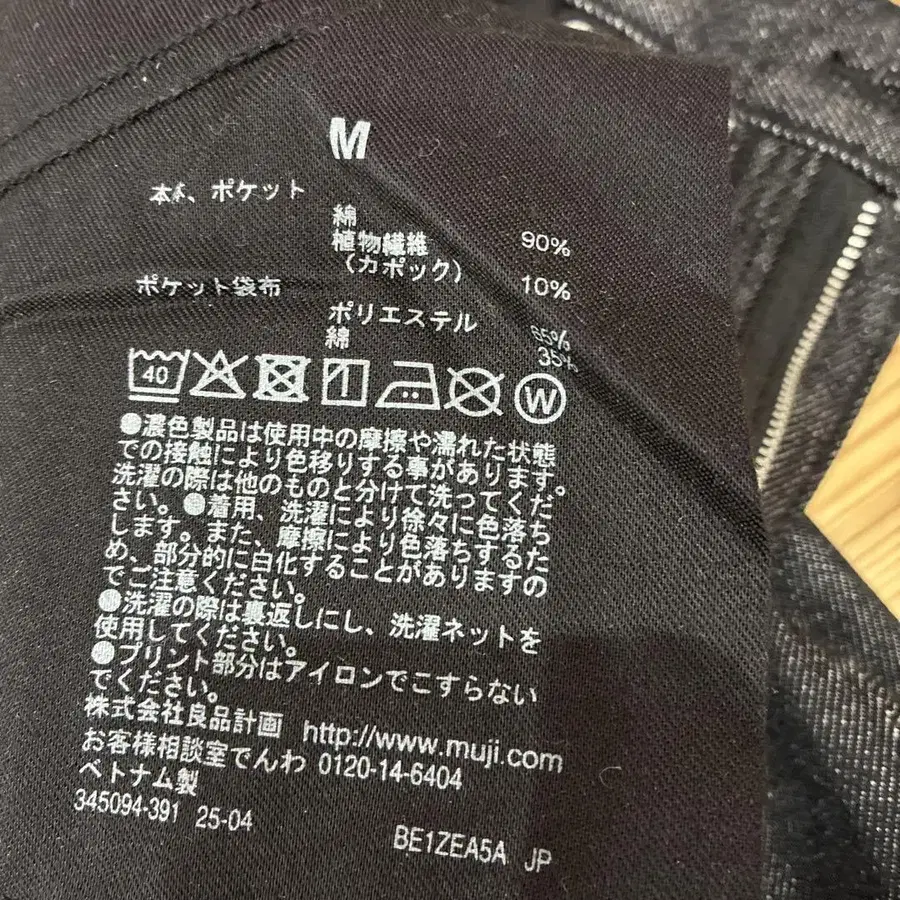 M
本体、ポケット
綿 90%
植物繊維
（カポック） 10%
ポケット袋布
ポリエステル 65%
綿 35%
40 W
●濃色製品は使用中の摩擦や濡れた状態
での接触により色移りする事があります。
洗濯の際は他のものと分けて洗ってくだ
さい。●着用、洗濯により徐々に色落ち
します。また、摩擦により色落ちするた
め、部分的に白化することがありますの
でご注意ください。
●洗濯の際は裏返しにし、洗濯ネットを
使用してください。
●プリント部分はアイロンでこすらない
でください。
株式会社良品計画 http://www.muji.com
お客様相談室でんわ 0120-14-6404
ベトナム製
345094-391 25-04
BE1ZEA5A JP